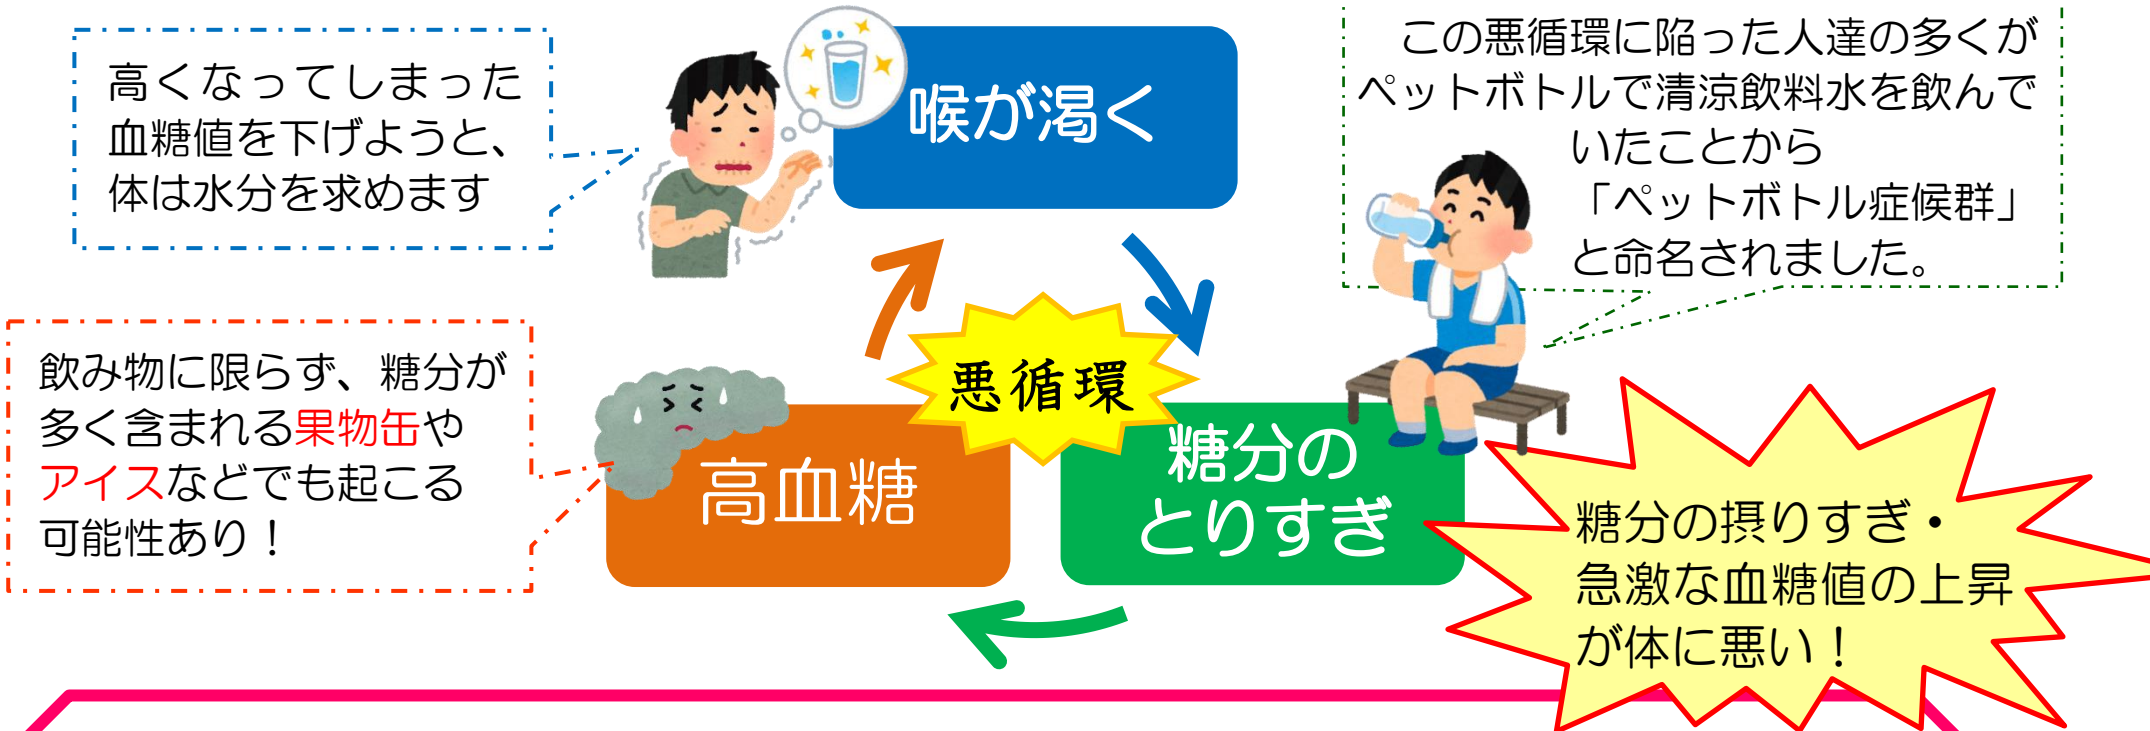 高くなってしまった
血糖値を下げようと、
体は水分を求めます
喉が渇く
この悪循環に陥った人達の多くが
ペットボトルで清涼飲料水を飲んで
いたことから
「ペットボトル症候群」
と命名されました。
飲み物に限らず、糖分が
多く含まれる果物缶や
アイスなどでも起こる
可能性あり！
悪循環
高血糖
糖分の
とりすぎ
糖分の摂りすぎ・
急激な血糖値の上昇
が体に悪い！